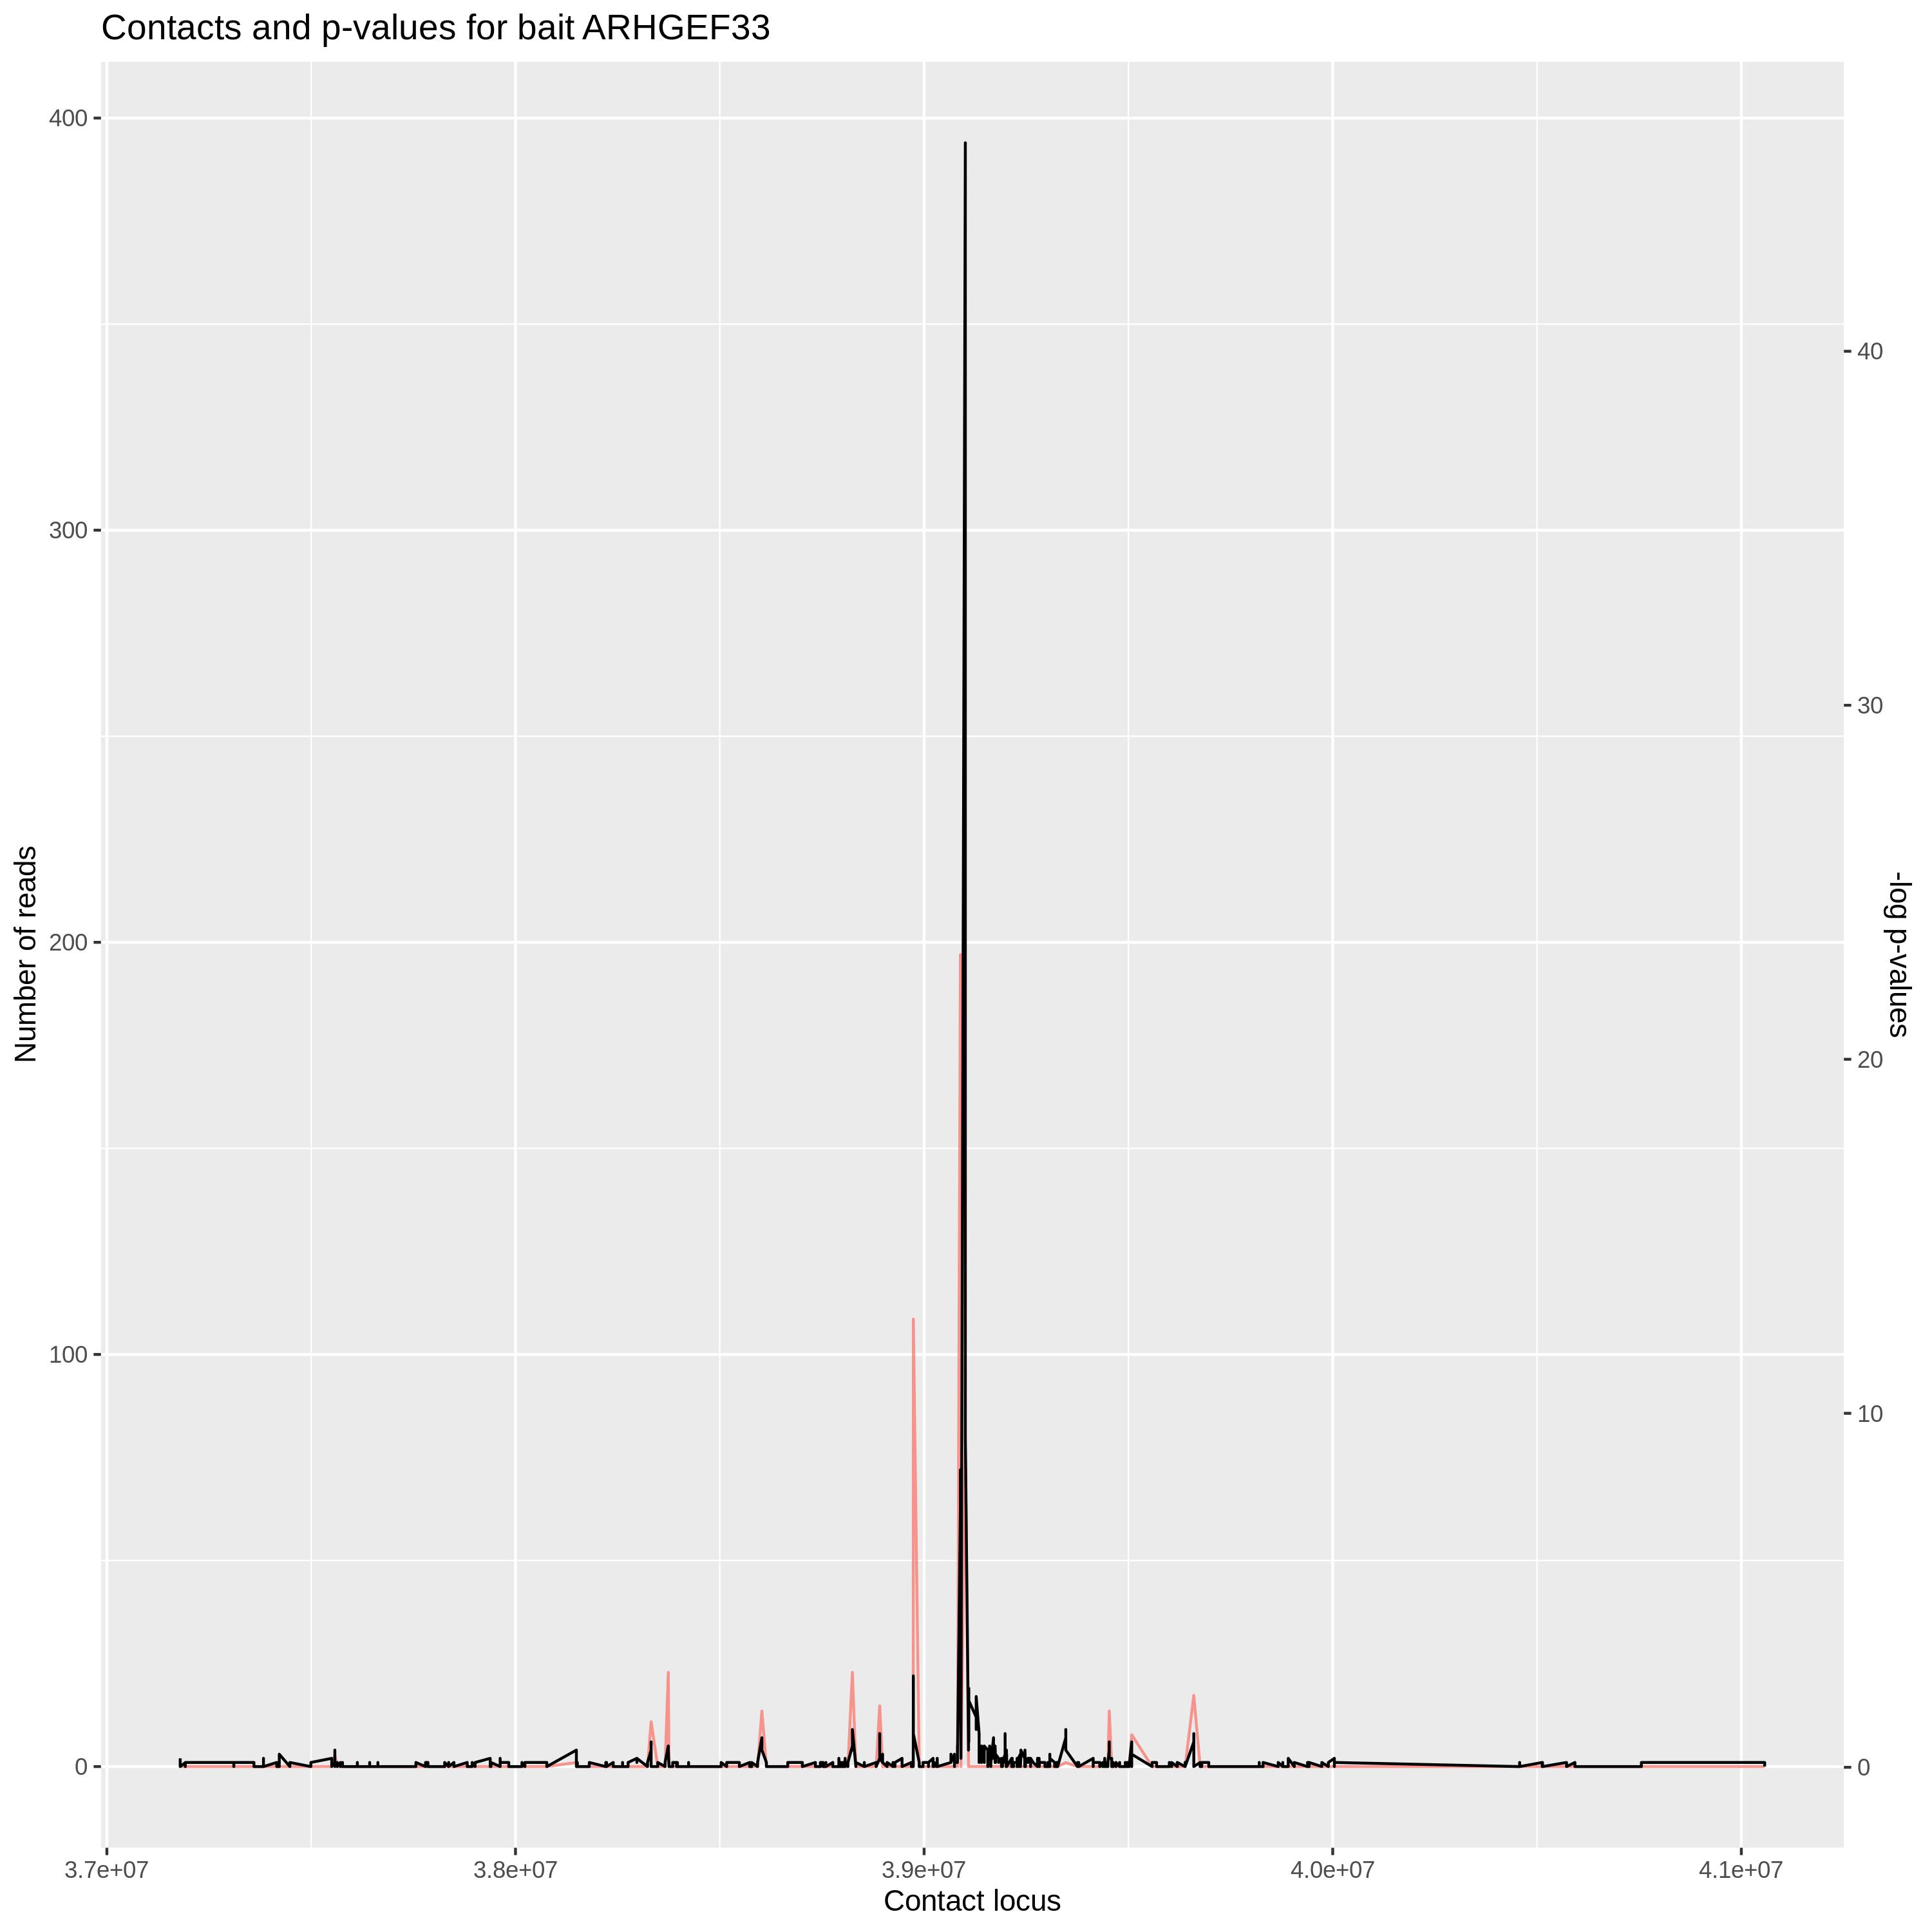 Contacts and p-values for bait ARHGEF33
400
300
200
100
0
Number of reads
40
30
20
10
0
-log p-values
3.7e+07
3.8e+07
3.9e+07
4.0e+07
4.1e+07
Contact locus